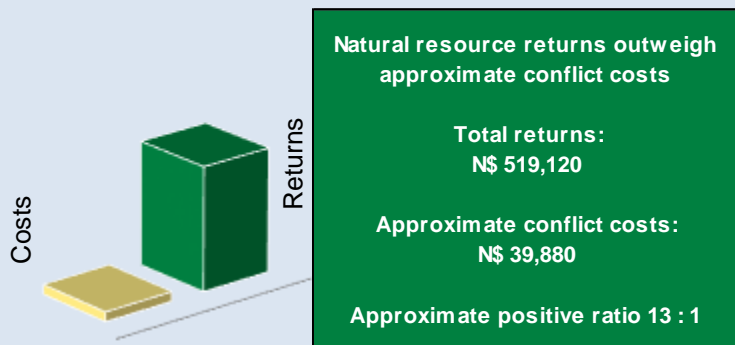 Costs
Returns
Natural resource returns outweigh
approximate conflict costs
Total returns:
N$ 519,120
Approximate conflict costs:
N$ 39,880
Approximate positive ratio 13 : 1